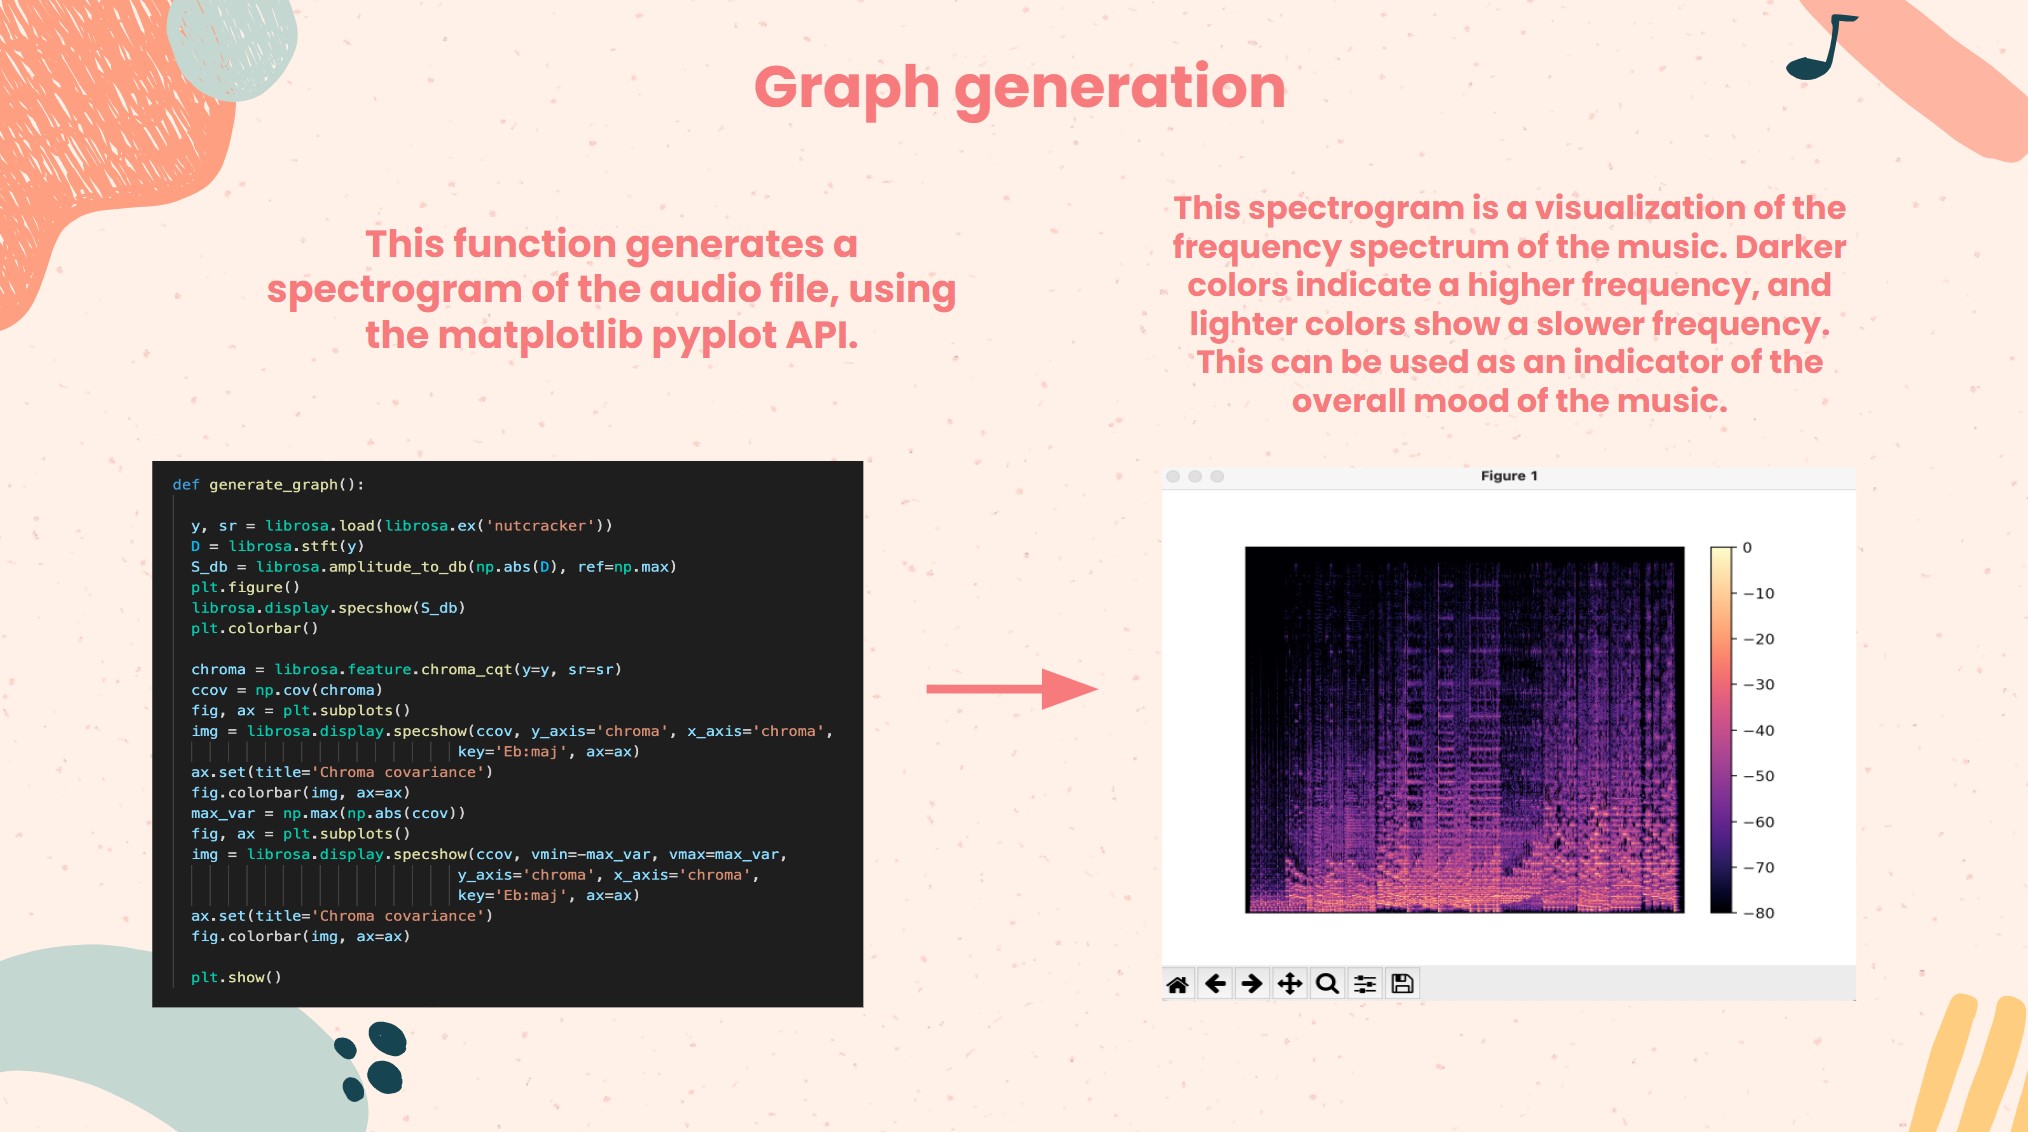 Graph generation
This function generates a
spectrogram of the audio file, using
the matplotlib pyplot API.
This spectrogram is a visualization of the
frequency spectrum of the music. Darker
colors indicate a higher frequency, and
lighter colors show a slower frequency.
This can be used as an indicator of the
overall mood of the music.
def generate_graph():
y, sr = librosa.load(librosa.ex('nutcracker'))
D = librosa.stft(y)
S_db = librosa.amplitude_to_db(np.abs(D), ref=np.max)
plt.figure()
librosa.display.specshow(S_db)
plt.colorbar()
chroma = librosa.feature.chroma_cqt(y=y, sr=sr)
ccov = np.cov(chroma)
fig, ax = plt.subplots()
img = librosa.display.specshow(ccov, y_axis='chroma', x_axis='chroma',
key='Eb:maj', ax=ax)
ax.set(title='Chroma covariance')
fig.colorbar(img, ax=ax)
max_var = np.max(np.abs(ccov))
fig, ax = plt.subplots()
img = librosa.display.specshow(ccov, vmin=-max_var, vmax=max_var,
y_axis='chroma', x_axis='chroma',
key='Eb:maj', ax=ax)
ax.set(title='Chroma covariance')
fig.colorbar(img, ax=ax)
plt.show()
Figure 1
0
−10
−20
−30
−40
−50
−60
−70
−80